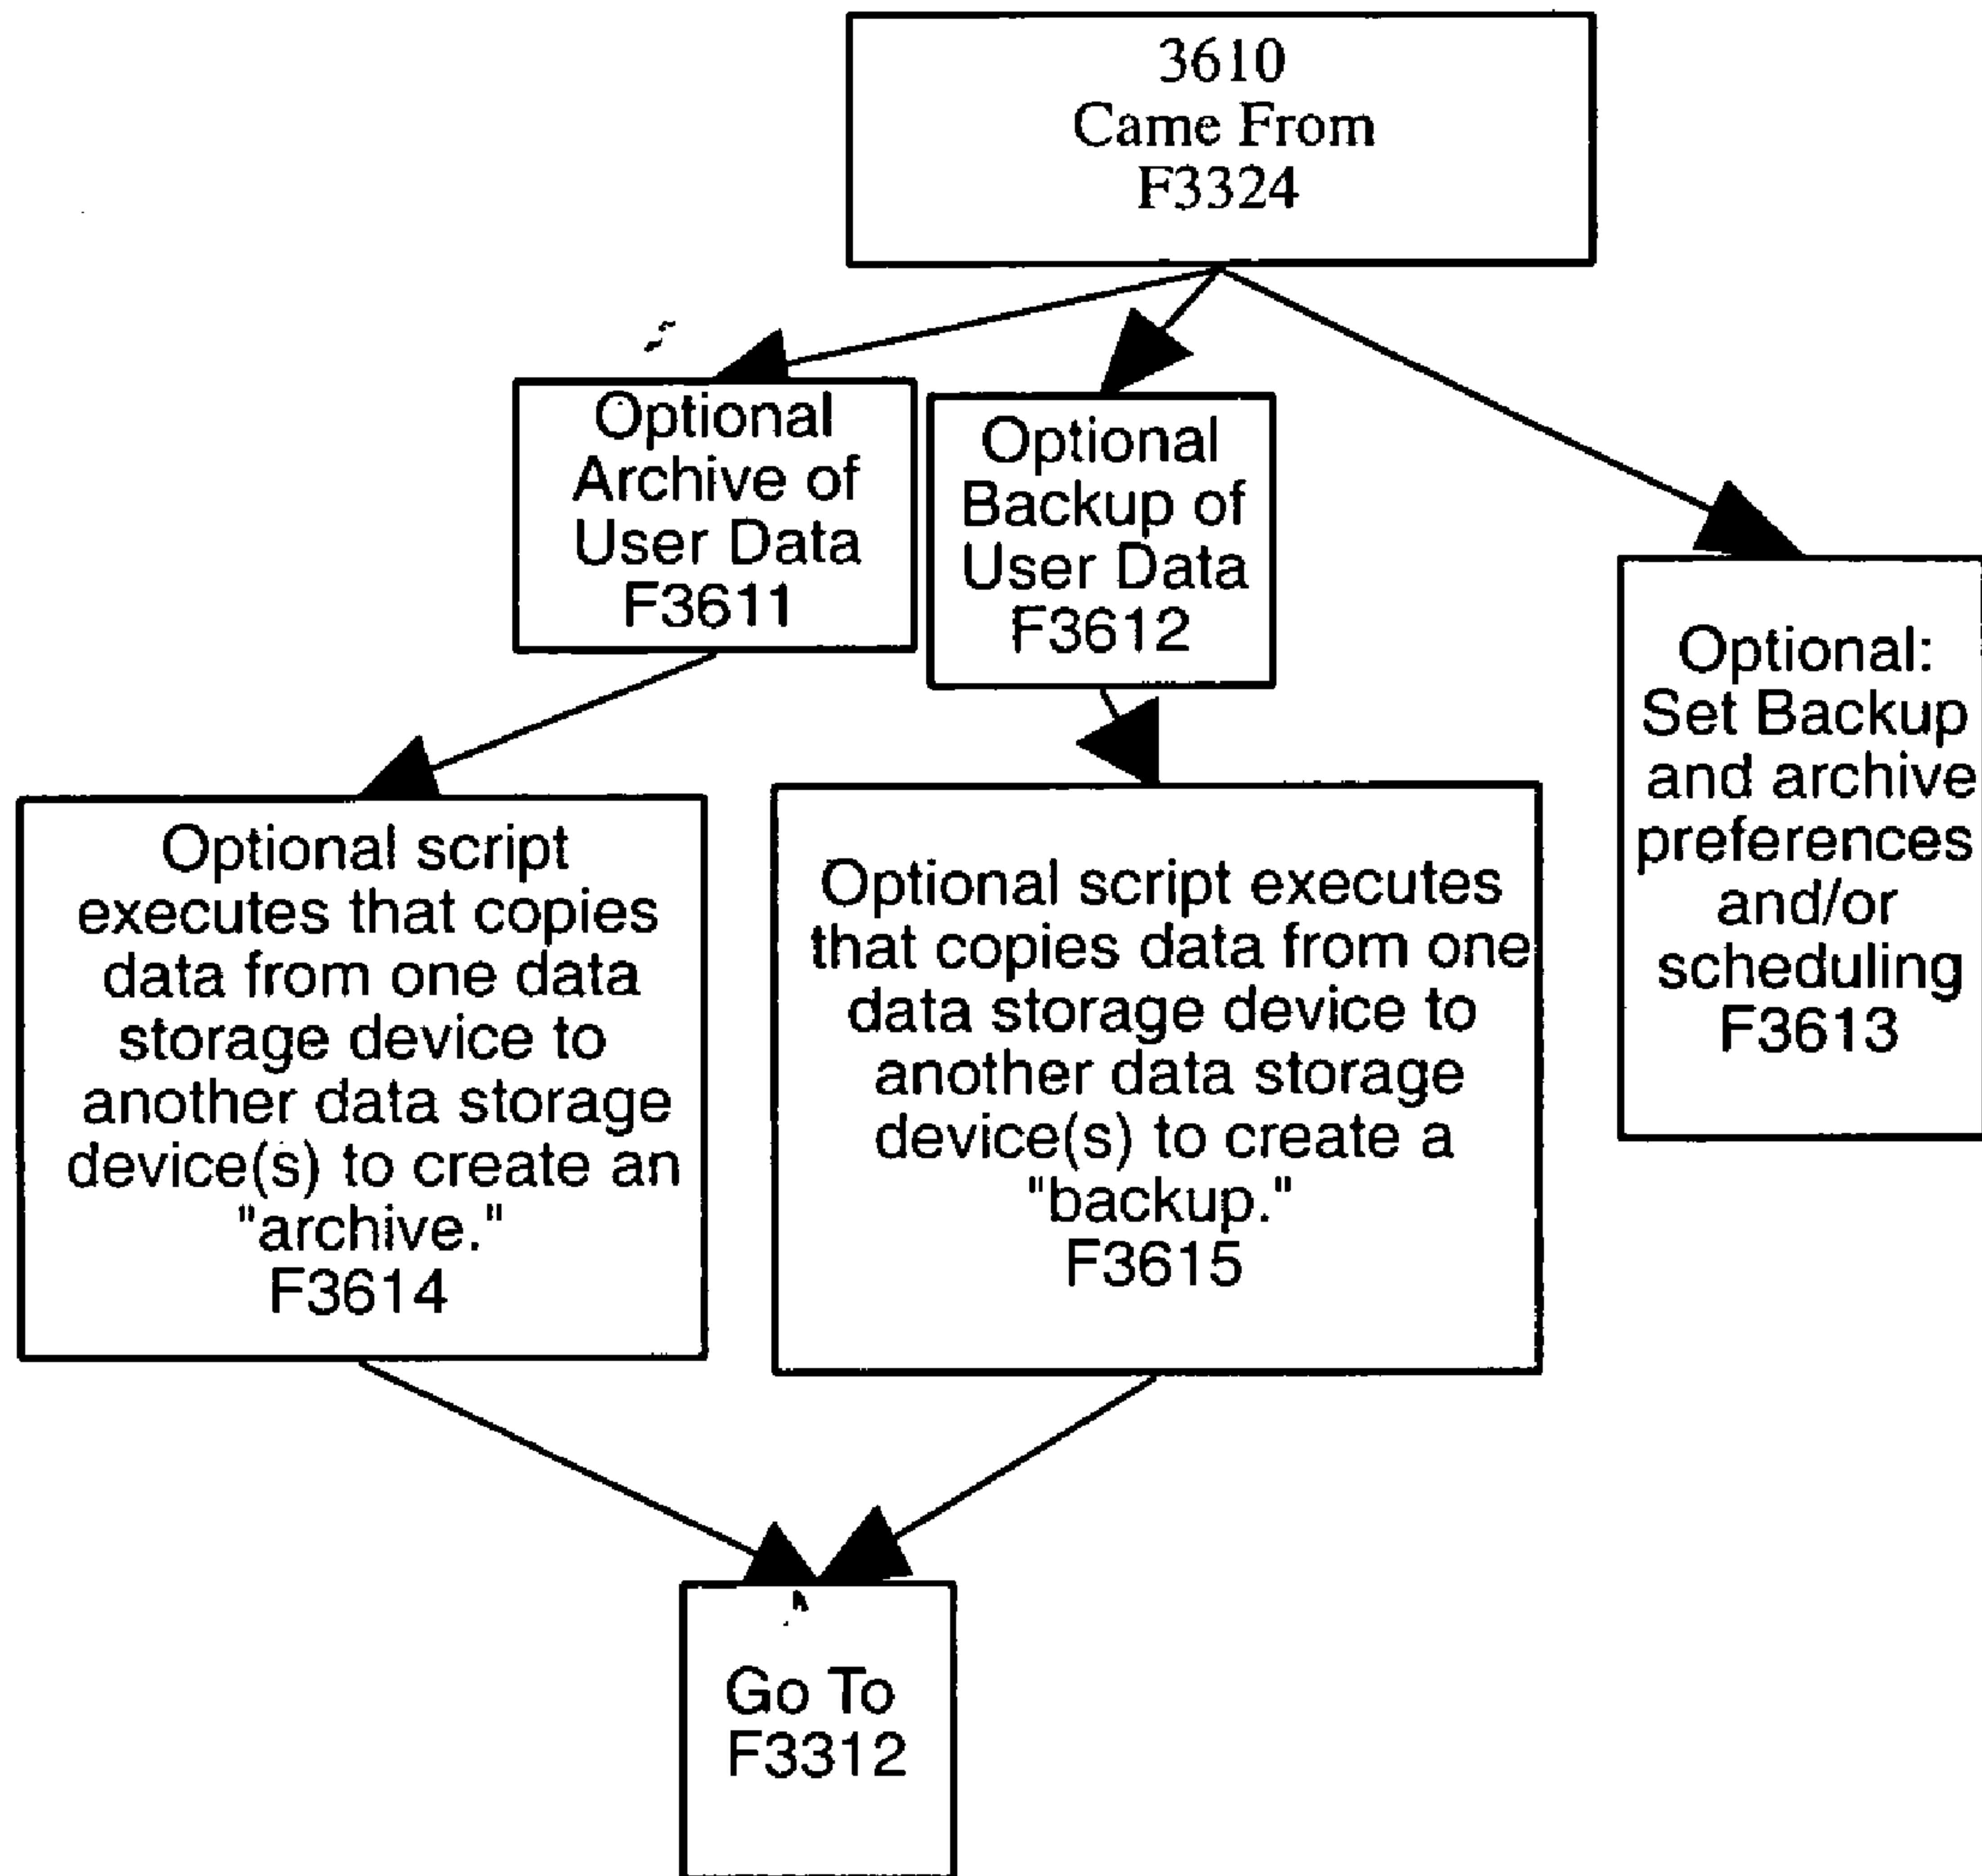 3610
Came From
F3324
Optional
Archive of
User Data
F3611
Optional
Backup of
User Data
F3612
Optional:
Set Backup
and archive
preferences
and/or
scheduling
F3613
Optional script
executes that copies
data from one data
storage device to
another data storage
device(s) to create an
"archive."
F3614
Optional script executes
that copies data from one
data storage device to
another data storage
device(s) to create a
"backup."
F3615
Go To
F3312